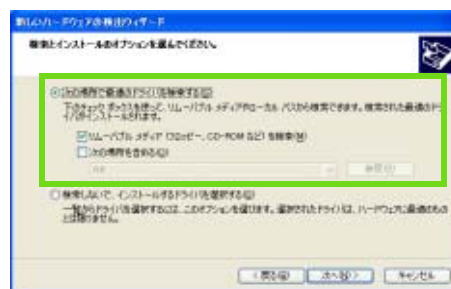 新しいハードウェアの検出ウィザード
検索とインストールのオプションを選んでください。
次の場所で最適のドライバを検索する(S)
下のチェック ボックスを使って、リムーバブル メディアやローカル パスから検索できます。検索された最適のドラ
イバがインストールされます。
リムーバブル メディア (フロッピー、CD-ROM など) を検索(M)
次の場所を含める(O)
参照(R)
検索しないで、インストールするドライバを選択する(D)
一覧からドライバを選択するには、このオプションを選びます。選択されたドライバは、ハードウェアに最適のもの
とは限りません。
< 戻る(B)
次へ(N) >
キャンセル